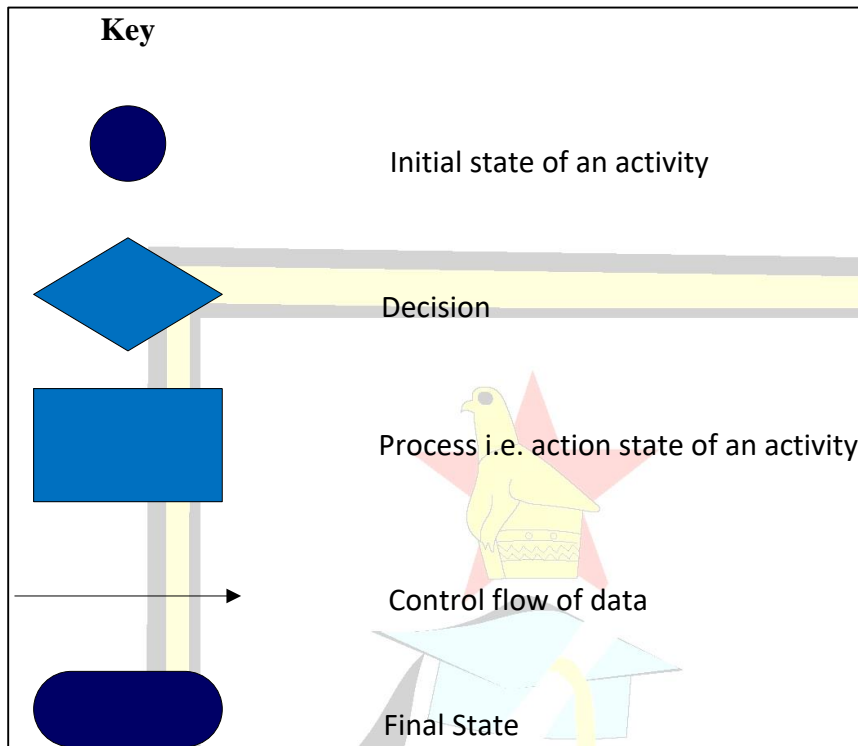 Key
Initial state of an activity
Decision
Process i.e. action state of an activity
Control flow of data
Final State